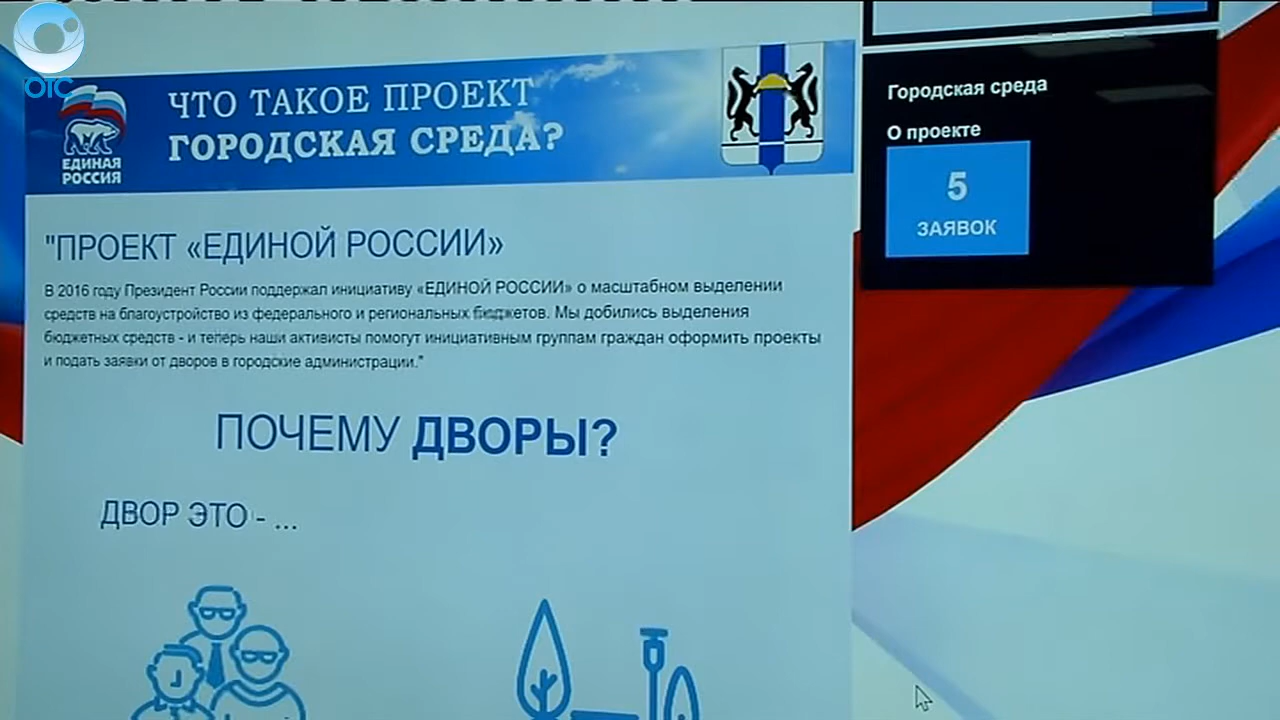 ОТС
ЕДИНАЯ
РОССИЯ
ЧТО ТАКОЕ ПРОЕКТ
ГОРОДСКАЯ СРЕДА?
"ПРОЕКТ «ЕДИНОЙ РОССИИ»
В 2016 году Президент России поддержал инициативу «ЕДИНОЙ РОССИИ» о масштабном выделении
средств на благоустройство из федерального и региональных бюджетов. Мы добились выделения
бюджетных средств - и теперь наши активисты помогут инициативным группам граждан оформить проекты
и подать заявки от дворов в городские администрации."
ПОЧЕМУ ДВОРЫ?
ДВОР ЭТО - ...
Городская среда
О проекте
5
ЗАЯВОК